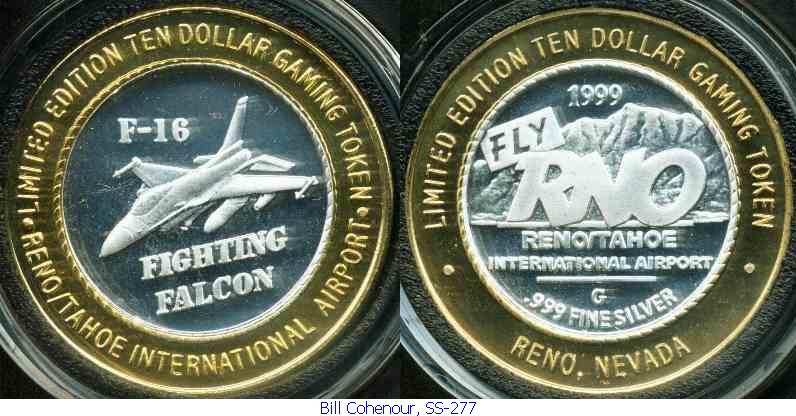 ·LIMITED EDITION TEN DOLLAR GAMING TOKEN·
F-16
FIGHTING
FALCON
RENO/TAHOE INTERNATIONAL AIRPORT
LIMITED EDITION TEN DOLLAR GAMING TOKEN
1999
FLY
RNO
RENO/TAHOE
INTERNATIONAL AIRPORT
G
.999 FINE SILVER
· RENO, NEVADA ·
Bill Cohenour, SS-277